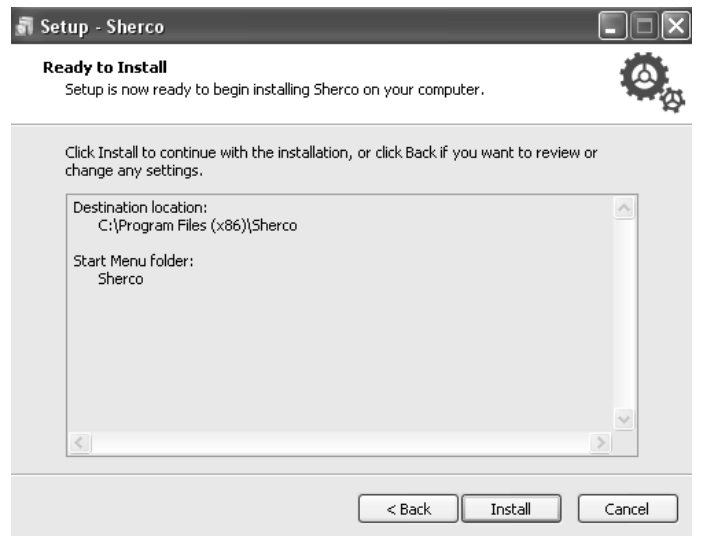 Setup - Sherco
Ready to Install
Setup is now ready to begin installing Sherco on your computer.
Click Install to continue with the installation, or click Back if you want to review or
change any settings.
Destination location:
C:\Program Files (x86)\Sherco
Start Menu folder:
Sherco
< Back
Install
Cancel